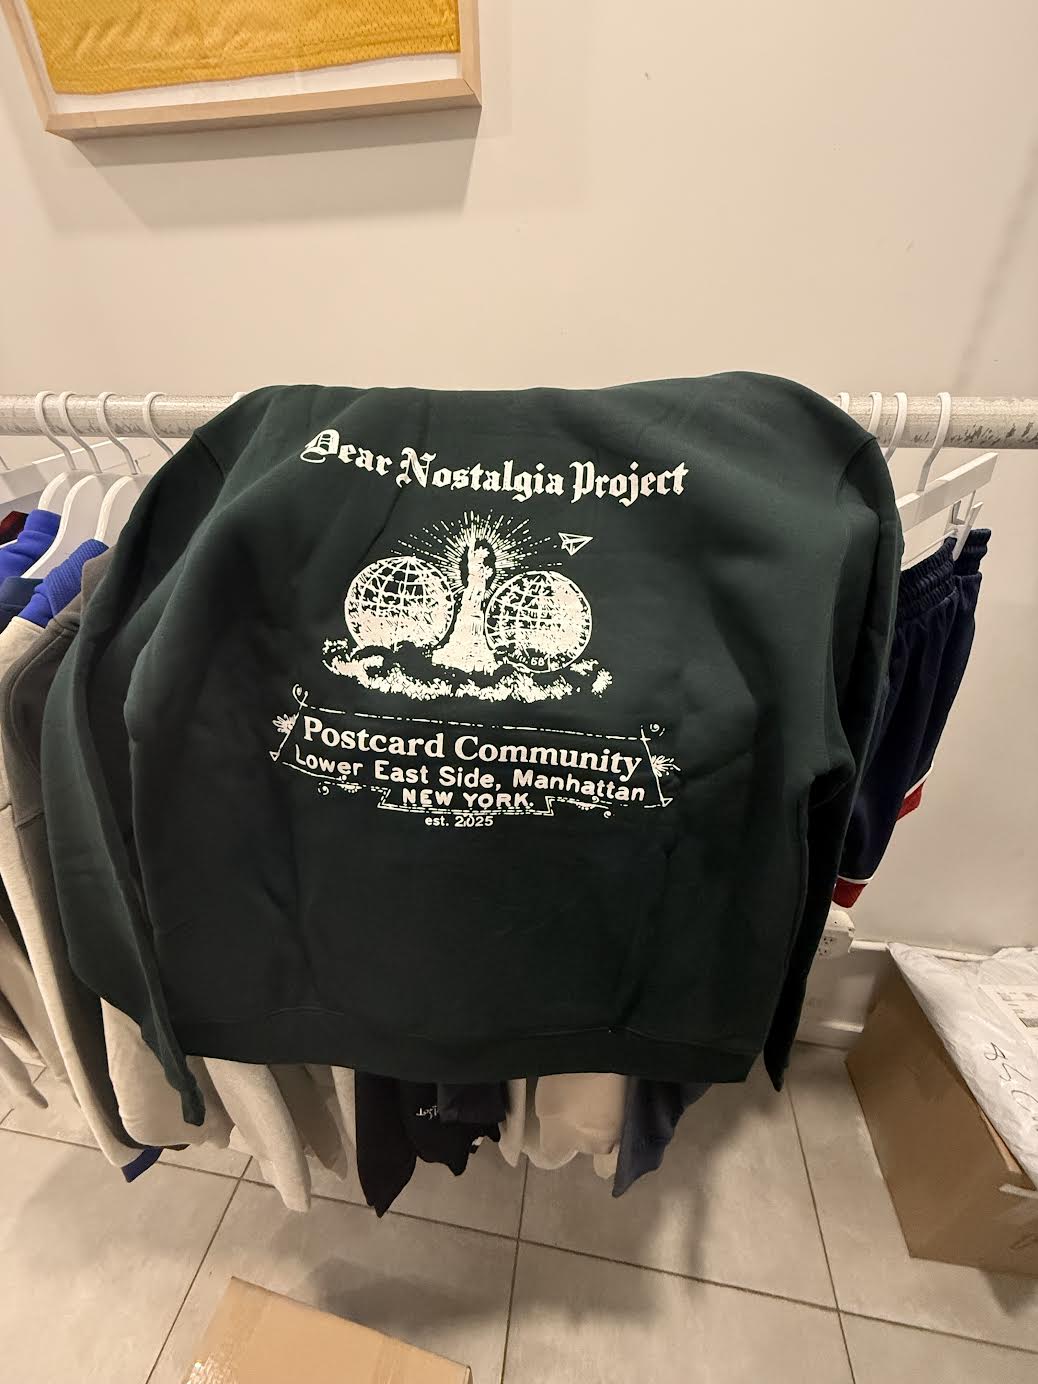 Dear Nostalgia Project
Postcard Community
Lower East Side, Manhattan
NEW YORK.
est. 2025